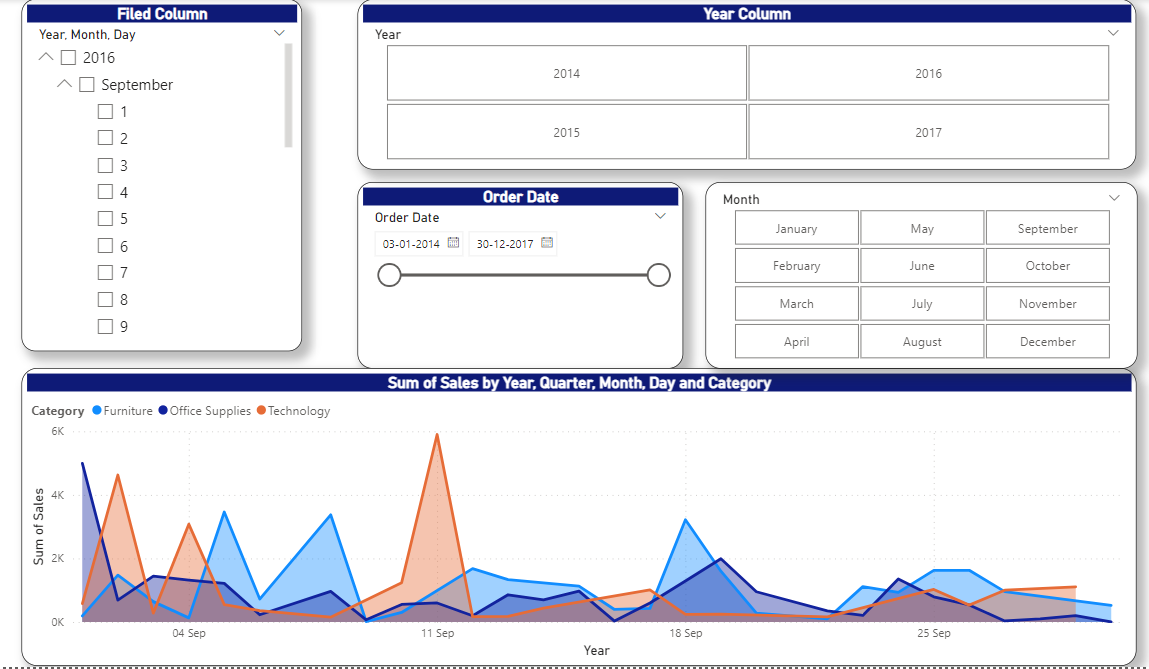 Filed Column
Year, Month, Day
2016
September
1
2
3
4
5
6
7
8
9
Year Column
Year
2014
2016
2015
2017
Order Date
Order Date
03-01-2014
30-12-2017
Month
January
May
September
February
June
October
March
July
November
April
August
December
Sum of Sales by Year, Quarter, Month, Day and Category
Category Furniture Office Supplies Technology
Sum of Sales
6K
4K
2K
0K
04 Sep
11 Sep
18 Sep
25 Sep
Year